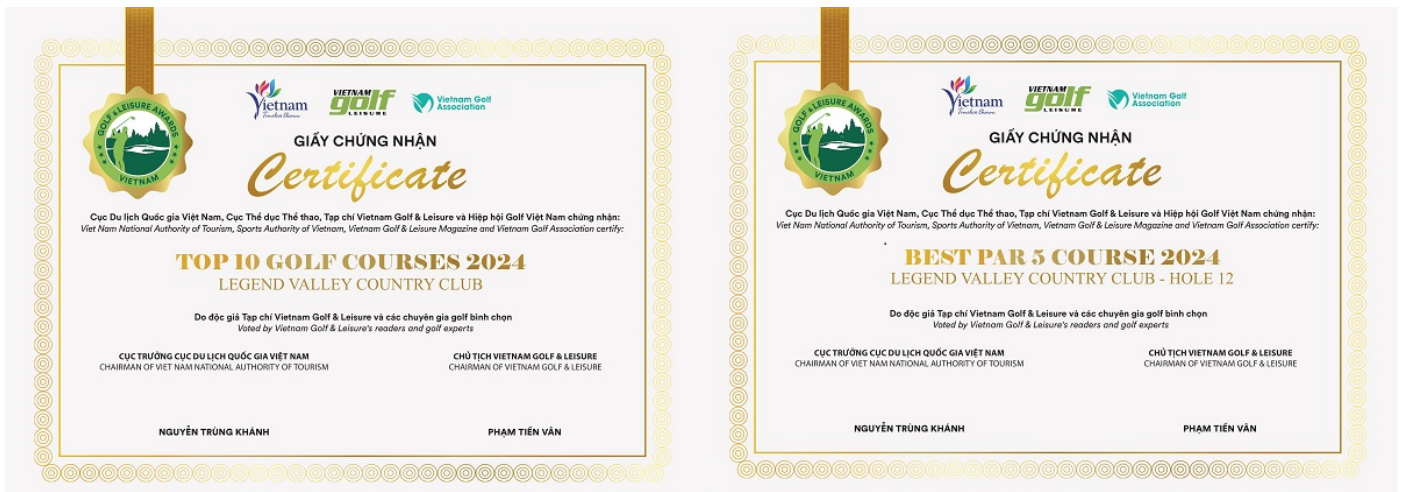 GOLF & LEISURE AWARDS
VIETNAM
Vietnam
Timeless Charm
VIETNAM
golf
LEISURE
Vietnam Golf
Association
GIẤY CHỨNG NHẬN
Certificate
Cục Du lịch Quốc gia Việt Nam, Cục Thể dục Thể thao, Tạp chí Vietnam Golf & Leisure và Hiệp hội Golf Việt Nam chứng nhận:
Viet Nam National Authority of Tourism, Sports Authority of Vietnam, Vietnam Golf & Leisure Magazine and Vietnam Golf Association certify:
TOP 10 GOLF COURSES 2024
LEGEND VALLEY COUNTRY CLUB
Do độc giả Tạp chí Vietnam Golf & Leisure và các chuyên gia golf bình chọn
Voted by Vietnam Golf & Leisure's readers and golf experts
CỤC TRƯỞNG CỤC DU LỊCH QUỐC GIA VIỆT NAM
CHAIRMAN OF VIET NAM NATIONAL AUTHORITY OF TOURISM
CHỦ TỊCH VIETNAM GOLF & LEISURE
CHAIRMAN OF VIETNAM GOLF & LEISURE
NGUYỄN TRÙNG KHÁNH
PHẠM TIẾN VÂN
GOLF & LEISURE AWARDS
VIETNAM
Vietnam
Timeless Charm
VIETNAM
golf
LEISURE
Vietnam Golf
Association
GIẤY CHỨNG NHẬN
Certificate
Cục Du lịch Quốc gia Việt Nam, Cục Thể dục Thể thao, Tạp chí Vietnam Golf & Leisure và Hiệp hội Golf Việt Nam chứng nhận:
Viet Nam National Authority of Tourism, Sports Authority of Vietnam, Vietnam Golf & Leisure Magazine and Vietnam Golf Association certify:
BEST PAR 5 COURSE 2024
LEGEND VALLEY COUNTRY CLUB - HOLE 12
Do độc giả Tạp chí Vietnam Golf & Leisure và các chuyên gia golf bình chọn
Voted by Vietnam Golf & Leisure's readers and golf experts
CỤC TRƯỞNG CỤC DU LỊCH QUỐC GIA VIỆT NAM
CHAIRMAN OF VIET NAM NATIONAL AUTHORITY OF TOURISM
CHỦ TỊCH VIETNAM GOLF & LEISURE
CHAIRMAN OF VIETNAM GOLF & LEISURE
NGUYỄN TRÙNG KHÁNH
PHẠM TIẾN VÂN